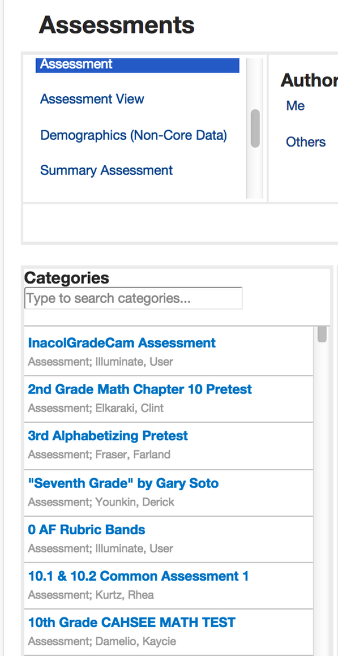 Assessments
Assessment
Assessment View
Demographics (Non-Core Data)
Summary Assessment
Author
Me
Others
Categories
Type to search categories...
InacolGradeCam Assessment
Assessment; Illuminate, User
2nd Grade Math Chapter 10 Pretest
Assessment; Elkaraki, Clint
3rd Alphabetizing Pretest
Assessment; Fraser, Farland
"Seventh Grade" by Gary Soto
Assessment; Younkin, Derick
0 AF Rubric Bands
Assessment; Illuminate, User
10.1 & 10.2 Common Assessment 1
Assessment; Kurtz, Rhea
10th Grade CAHSEE MATH TEST
Assessment; Damelio, Kaycie